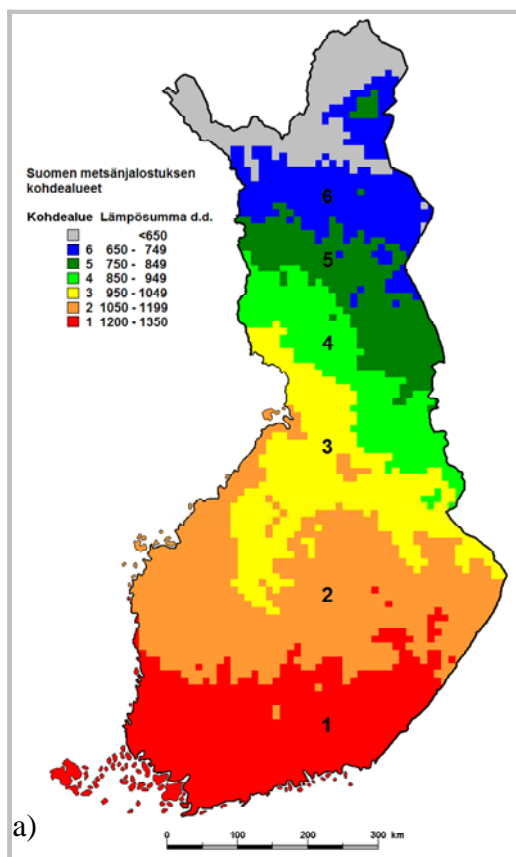 Suomen metsänjalostuksen
kohdealueet
Kohdealue Lämpösumma d.d.
<650
6 650 - 749
5 750 - 849
4 850 - 949
3 950 - 1049
2 1050 - 1199
1 1200 - 1350
6
5
4
3
2
1
a)
0 100 200 300 km